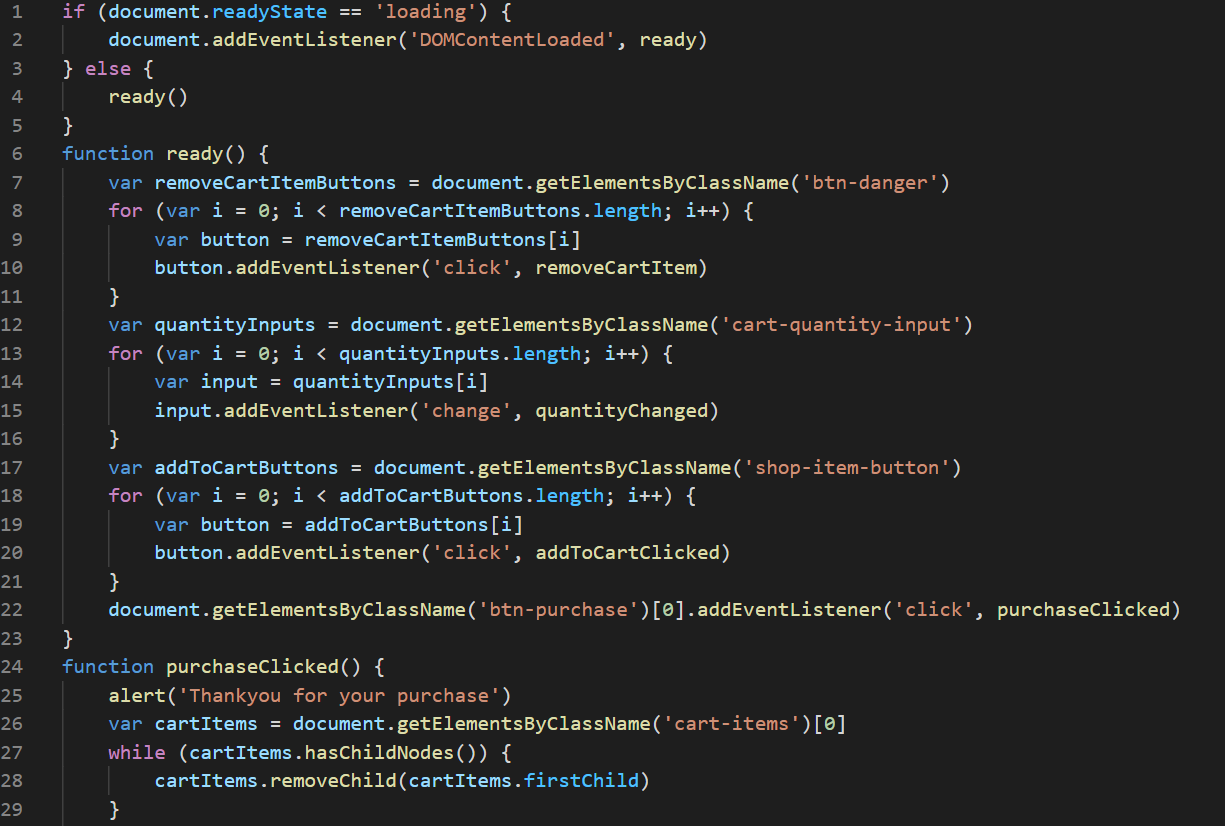 1 if (document.readyState == 'loading') {
2 document.addEventListener('DOMContentLoaded', ready)
3 } else {
4 ready()
5 }
6 function ready() {
7 var removeCartItemButtons = document.getElementsByClassName('btn-danger')
8 for (var i = 0; i < removeCartItemButtons.length; i++) {
9 var button = removeCartItemButtons[i]
10 button.addEventListener('click', removeCartItem)
11 }
12 var quantityInputs = document.getElementsByClassName('cart-quantity-input')
13 for (var i = 0; i < quantityInputs.length; i++) {
14 var input = quantityInputs[i]
15 input.addEventListener('change', quantityChanged)
16 }
17 var addToCartButtons = document.getElementsByClassName('shop-item-button')
18 for (var i = 0; i < addToCartButtons.length; i++) {
19 var button = addToCartButtons[i]
20 button.addEventListener('click', addToCartClicked)
21 }
22 document.getElementsByClassName('btn-purchase')[0].addEventListener('click', purchaseClicked)
23 }
24 function purchaseClicked() {
25 alert('Thankyou for your purchase')
26 var cartItems = document.getElementsByClassName('cart-items')[0]
27 while (cartItems.hasChildNodes()) {
28 cartItems.removeChild(cartItems.firstChild)
29 }